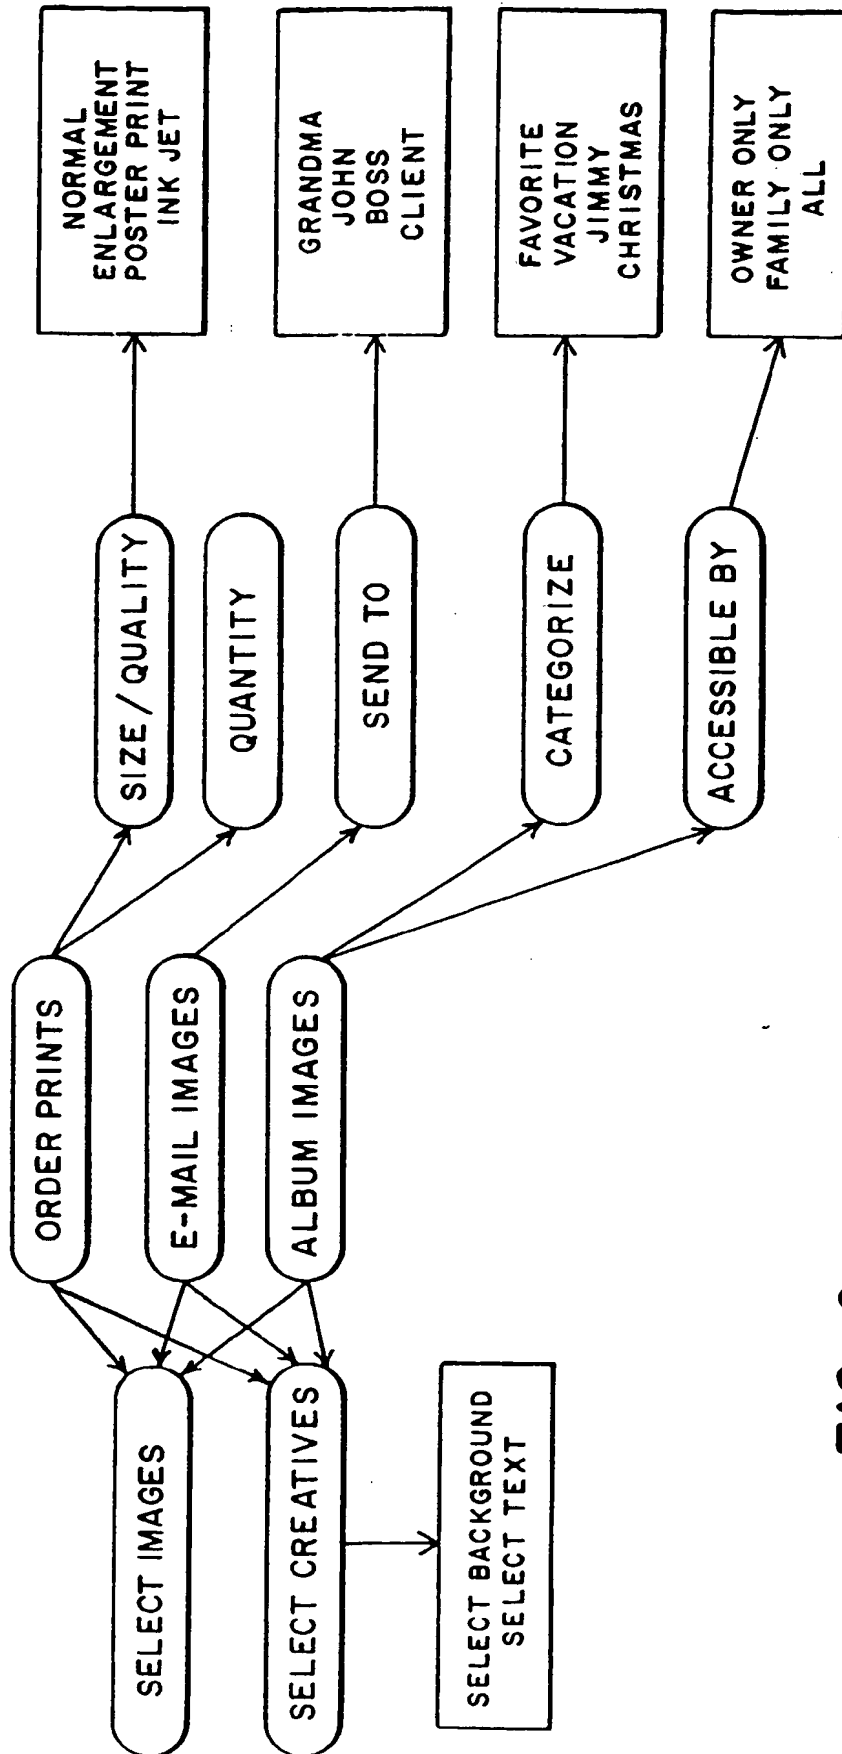 SELECT IMAGES
SELECT CREATIVES
SELECT BACKGROUND
SELECT TEXT
ORDER PRINTS
E-MAIL IMAGES
ALBUM IMAGES
SIZE / QUALITY
QUANTITY
SEND TO
CATEGORIZE
ACCESSIBLE BY
NORMAL
ENLARGEMENT
POSTER PRINT
INK JET
GRANDMA
JOHN
BOSS
CLIENT
FAVORITE
VACATION
JIMMY
CHRISTMAS
OWNER ONLY
FAMILY ONLY
ALL